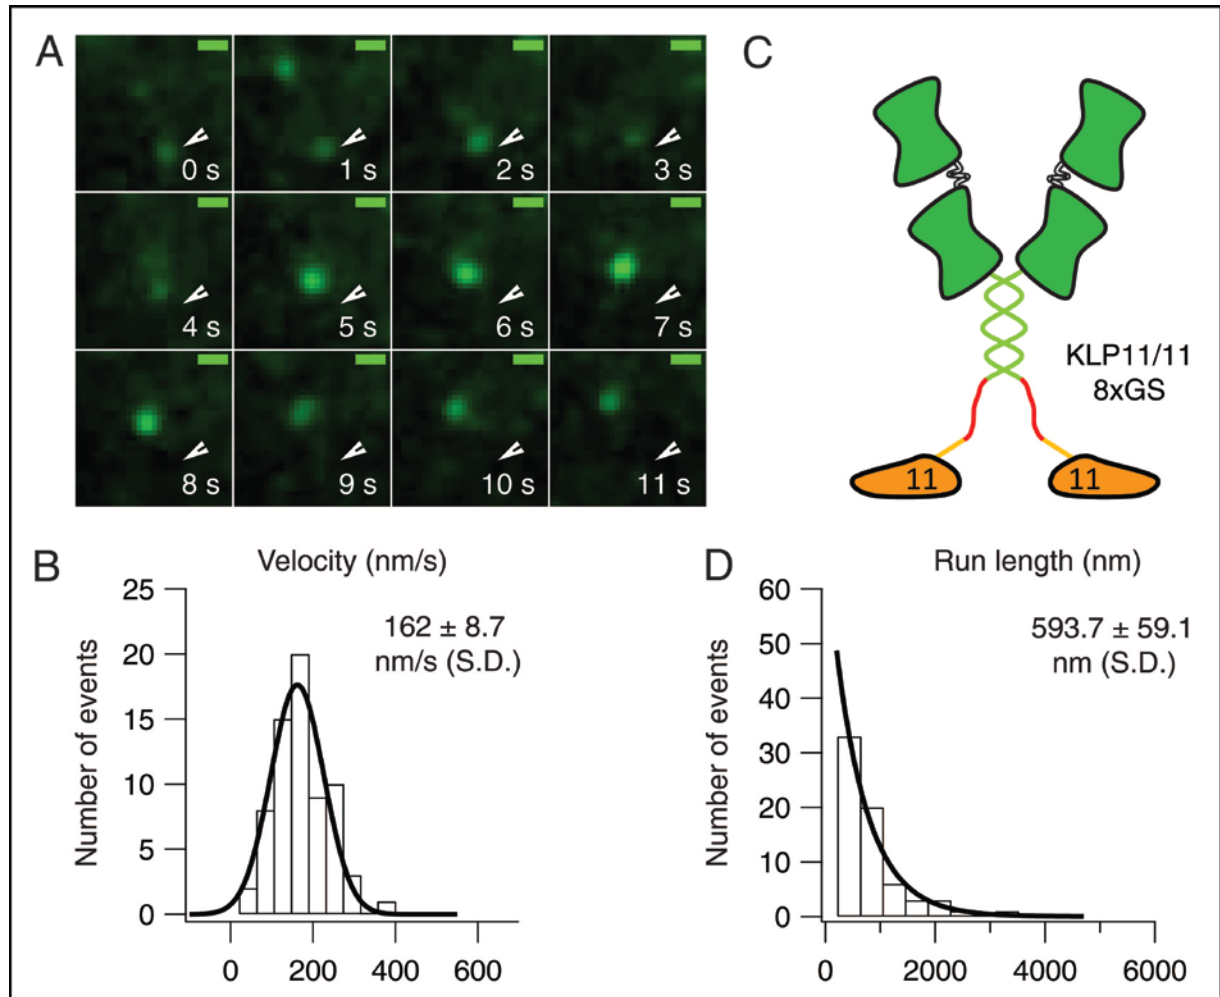 A
0 s
1 s
2 s
3 s
4 s
5 s
6 s
7 s
8 s
9 s
10 s
11 s
C
KLP11/11
8xGS
11
11
B
Velocity (nm/s)
162 ± 8.7
nm/s (S.D.)
Number of events
25
20
15
10
5
0
0
200
400
600
D
Run length (nm)
593.7 ± 59.1
nm (S.D.)
Number of events
60
50
40
30
20
10
0
0
2000
4000
6000